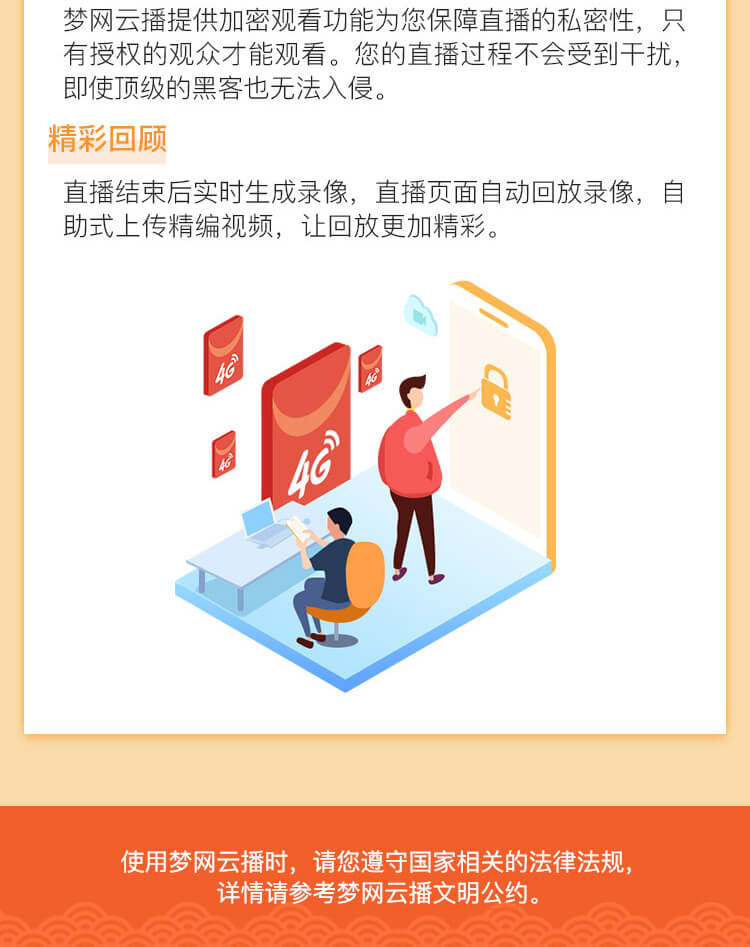 梦网云播提供加密观看功能为您保障直播的私密性，只
有授权的观众才能观看。您的直播过程不会受到干扰，
即使顶级的黑客也无法入侵。
精彩回顾
直播结束后实时生成录像，直播页面自动回放录像，自
助式上传精编视频，让回放更加精彩。
4G
4G
4G
4G
使用梦网云播时，请您遵守国家相关的法律法规，
详情请参考梦网云播文明公约。